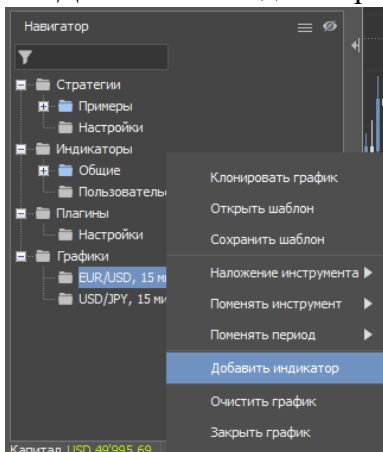 Навигатор
Стратегии
Примеры
Настройки
Индикаторы
Общие
Пользователь
Плагины
Настройки
Графики
EUR/USD, 15 ми
USD/JPY, 15 ми
Клонировать график
Открыть шаблон
Сохранить шаблон
Наложение инструмента
Поменять инструмент
Поменять период
Добавить индикатор
Очистить график
Закрыть график
Капитал USD 49'995.69